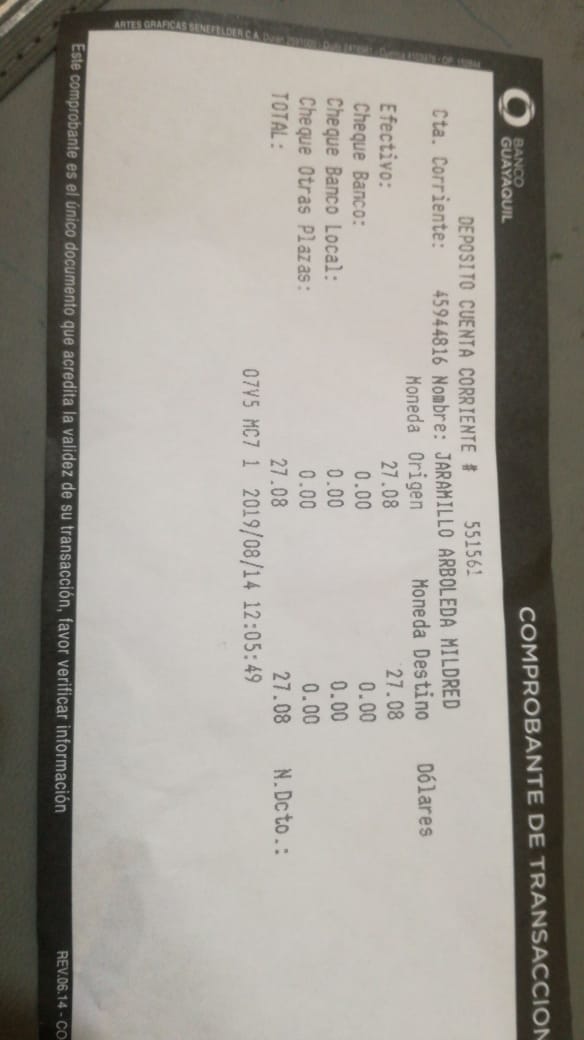 BANCO
GUAYAQUIL
COMPROBANTE DE TRANSACCION
DEPOSITO CUENTA CORRIENTE # 551561
Cta. Corriente: 45944816 Nombre: JARAMILLO ARBOLEDA MILDRED
Moneda Origen Moneda Destino Dólares
Efectivo: 27.08 27.08
Cheque Banco: 0.00 0.00
Cheque Banco Local: 0.00 0.00
Cheque Otras Plazas: 0.00 0.00
TOTAL: 27.08 27.08 N.Dcto.:
07V5 MC7 1 2019/08/14 12:05:49
ARTES GRAFICAS SENEFELDER C.A.
Este comprobante es el único documento que acredita la validez de su transacción, favor verificar información
REV.06.14 - CO